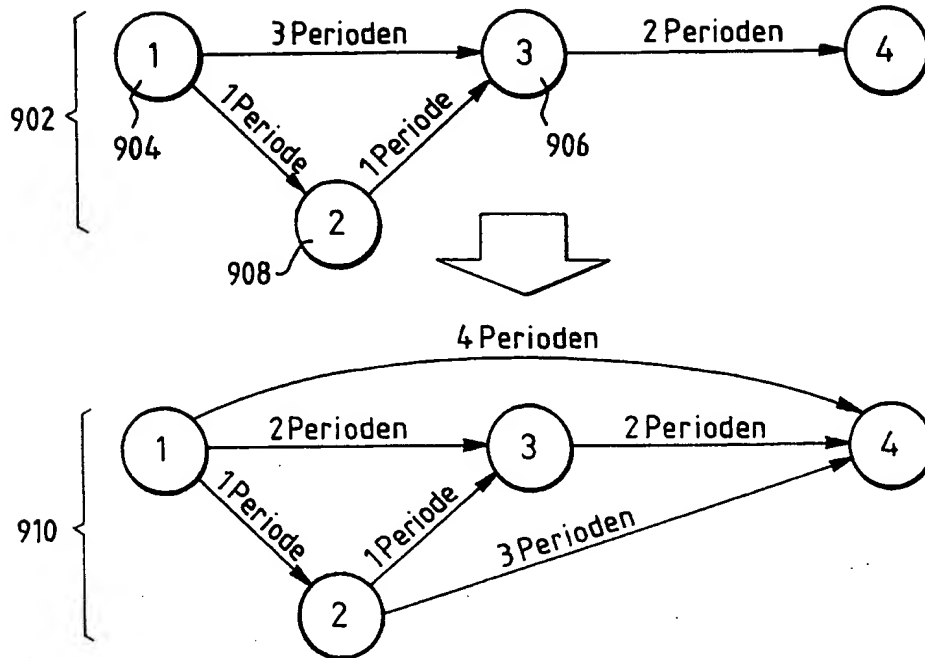 1
3 Perioden
3
2 Perioden
4
902
904
1 Periode
1 Periode
906
2
908
4 Perioden
1
2 Perioden
3
2 Perioden
4
910
1 Periode
1 Periode
3 Perioden
2